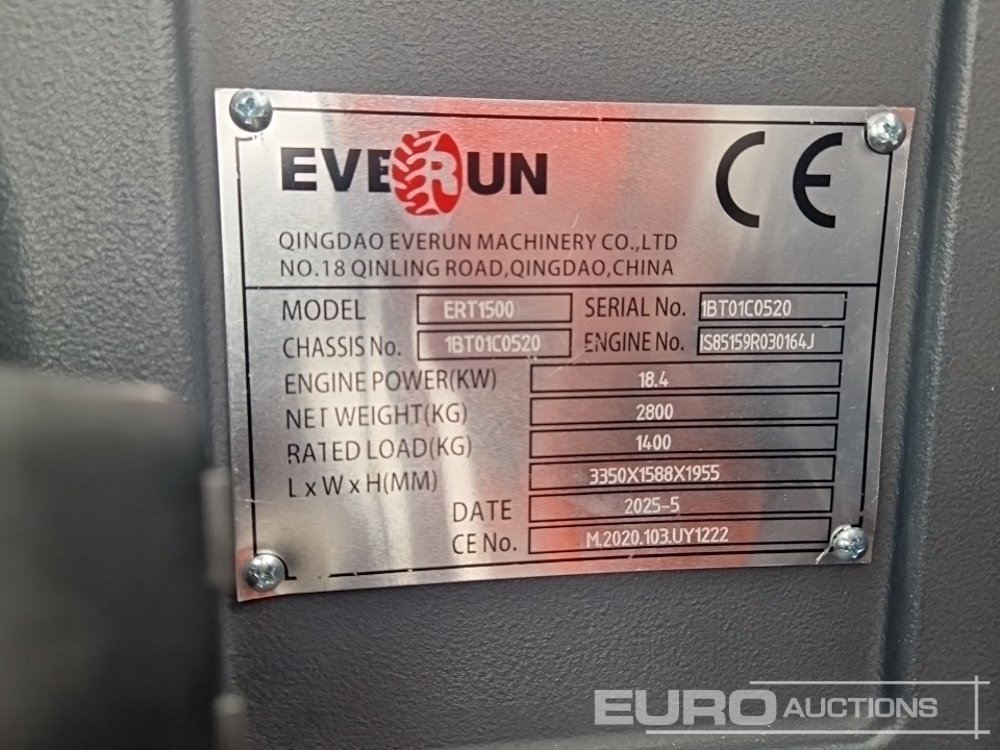 EVERUN CE
QINGDAO EVERUN MACHINERY CO.,LTD
NO.18 QINLING ROAD,QINGDAO,CHINA
MODEL ERT1500 SERIAL No. 1BT01C0520
CHASSIS No. 1BT01C0520 ENGINE No. IS85159R030164J
ENGINE POWER(KW) 18.4
NET WEIGHT(KG) 2800
RATED LOAD(KG) 1400
L x W x H(MM) 3350X1588X1955
DATE 2025-5
CE No. M.2020.103.UY1222
EURO AUCTIONS